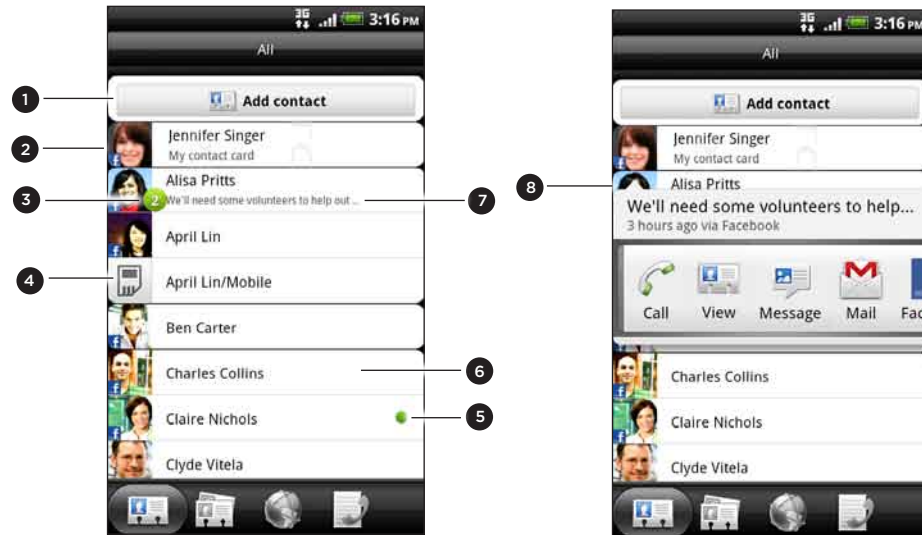 3G 3:16 PM
All
1
Add contact
2
Jennifer Singer
My contact card
Alisa Pritts
3
2
We'll need some volunteers to help out ...
7
April Lin
4
April Lin/Mobile
Ben Carter
Charles Collins
6
Claire Nichols
5
Clyde Vitela
3G 3:16 PM
All
Add contact
Jennifer Singer
My contact card
8
Alisa Pritts
We'll need some volunteers to help...
3 hours ago via Facebook
Call View Message Mail Fac
Charles Collins
Claire Nichols
Clyde Vitela